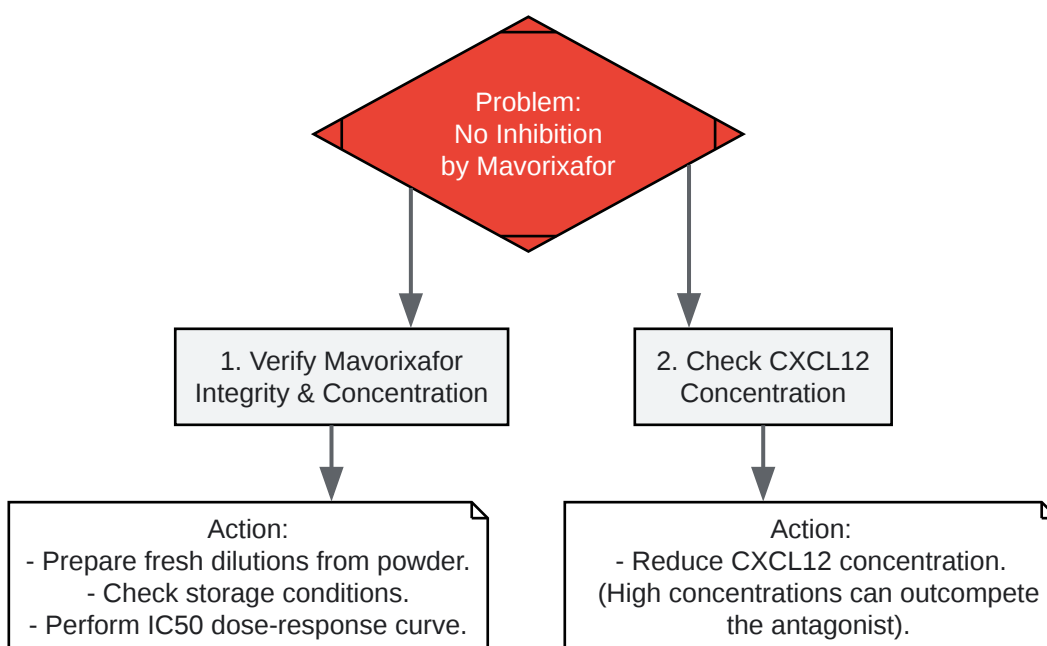 Problem:
No Inhibition
by Mavorixafor
1. Verify Mavorixafor
Integrity & Concentration
2. Check CXCL12
Concentration
Action:
- Prepare fresh dilutions from powder.
- Check storage conditions.
- Perform IC50 dose-response curve.
Action:
- Reduce CXCL12 concentration.
(High concentrations can outcompete
the antagonist).